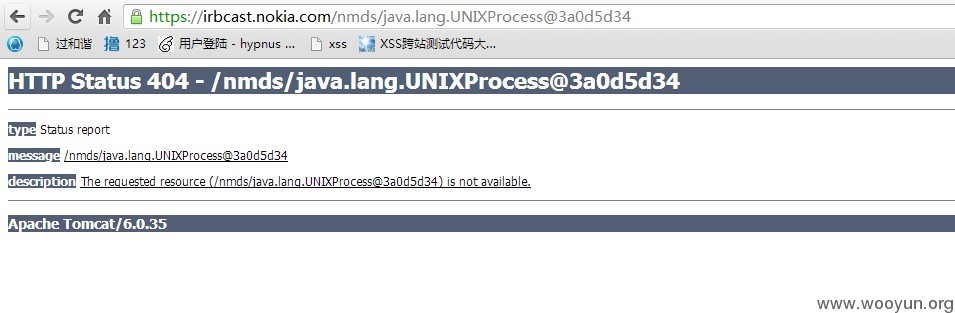 https://irbcast.nokia.com/nmds/java.lang.UNIXProcess@3a0d5d34
过和谐 撸 123 用户登陆 - hypnus ... xss XSS跨站测试代码大...
HTTP Status 404 - /nmds/java.lang.UNIXProcess@3a0d5d34
type Status report
message /nmds/java.lang.UNIXProcess@3a0d5d34
description The requested resource (/nmds/java.lang.UNIXProcess@3a0d5d34) is not available.
Apache Tomcat/6.0.35
www.wooyun.org